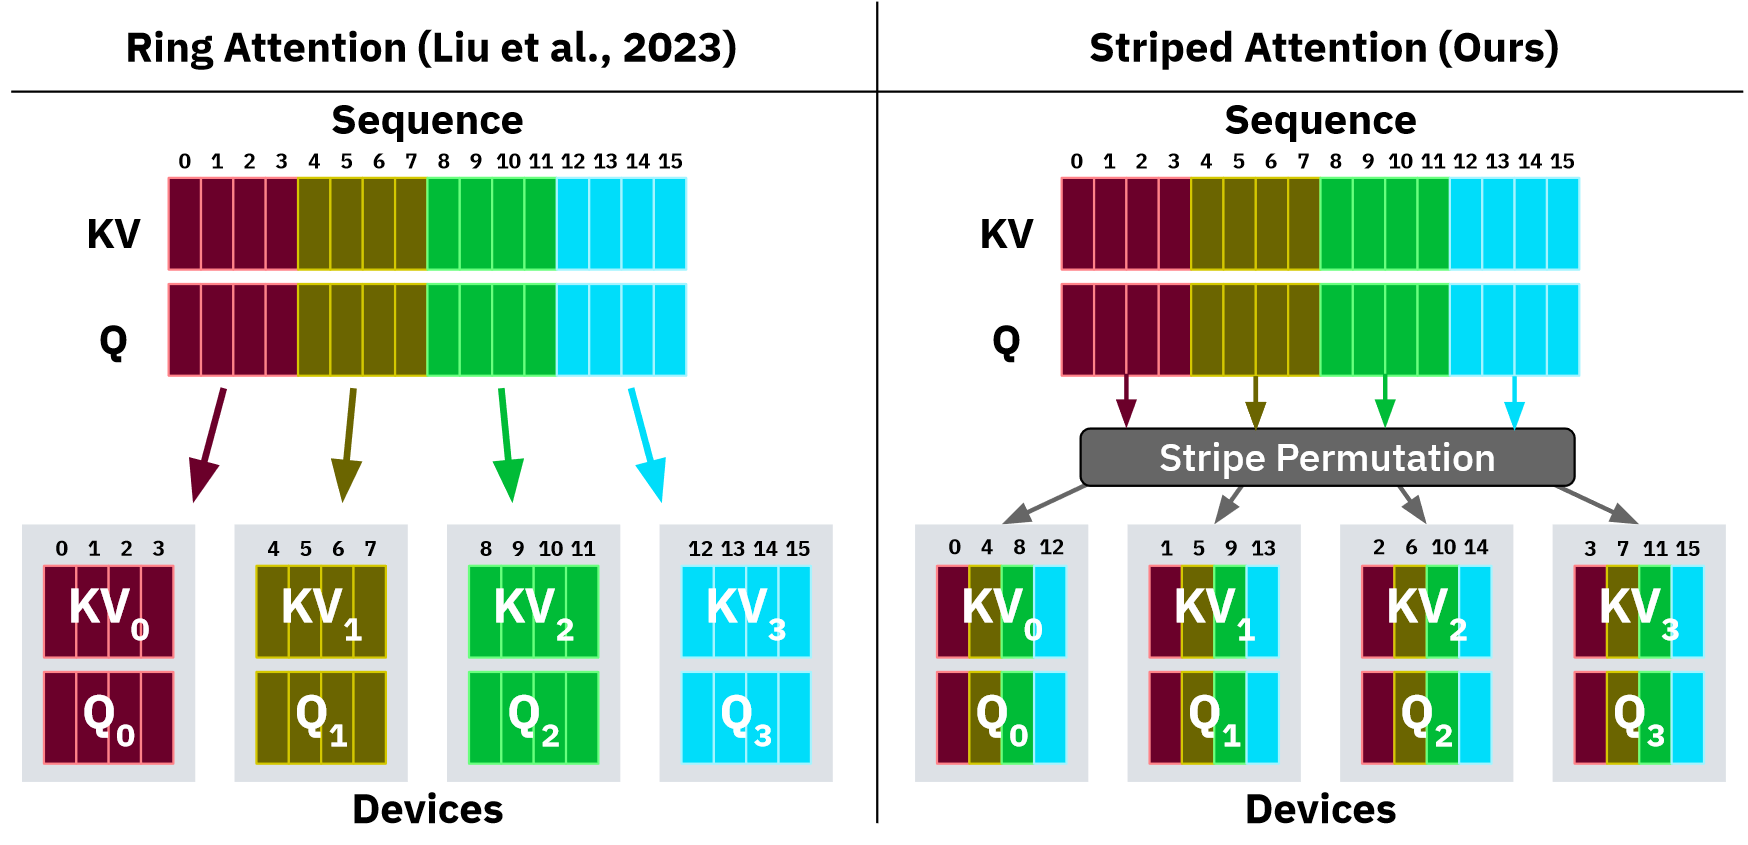 Ring Attention (Liu et al., 2023)
Sequence
0 1 2 3 4 5 6 7 8 9 10 11 12 13 14 15
KV
Q
0 1 2 3
KV0
Q0
4 5 6 7
KV1
Q1
8 9 10 11
KV2
Q2
12 13 14 15
KV3
Q3
Devices
Striped Attention (Ours)
Sequence
0 1 2 3 4 5 6 7 8 9 10 11 12 13 14 15
KV
Q
Stripe Permutation
0 4 8 12
KV0
Q0
1 5 9 13
KV1
Q1
2 6 10 14
KV2
Q2
3 7 11 15
KV3
Q3
Devices